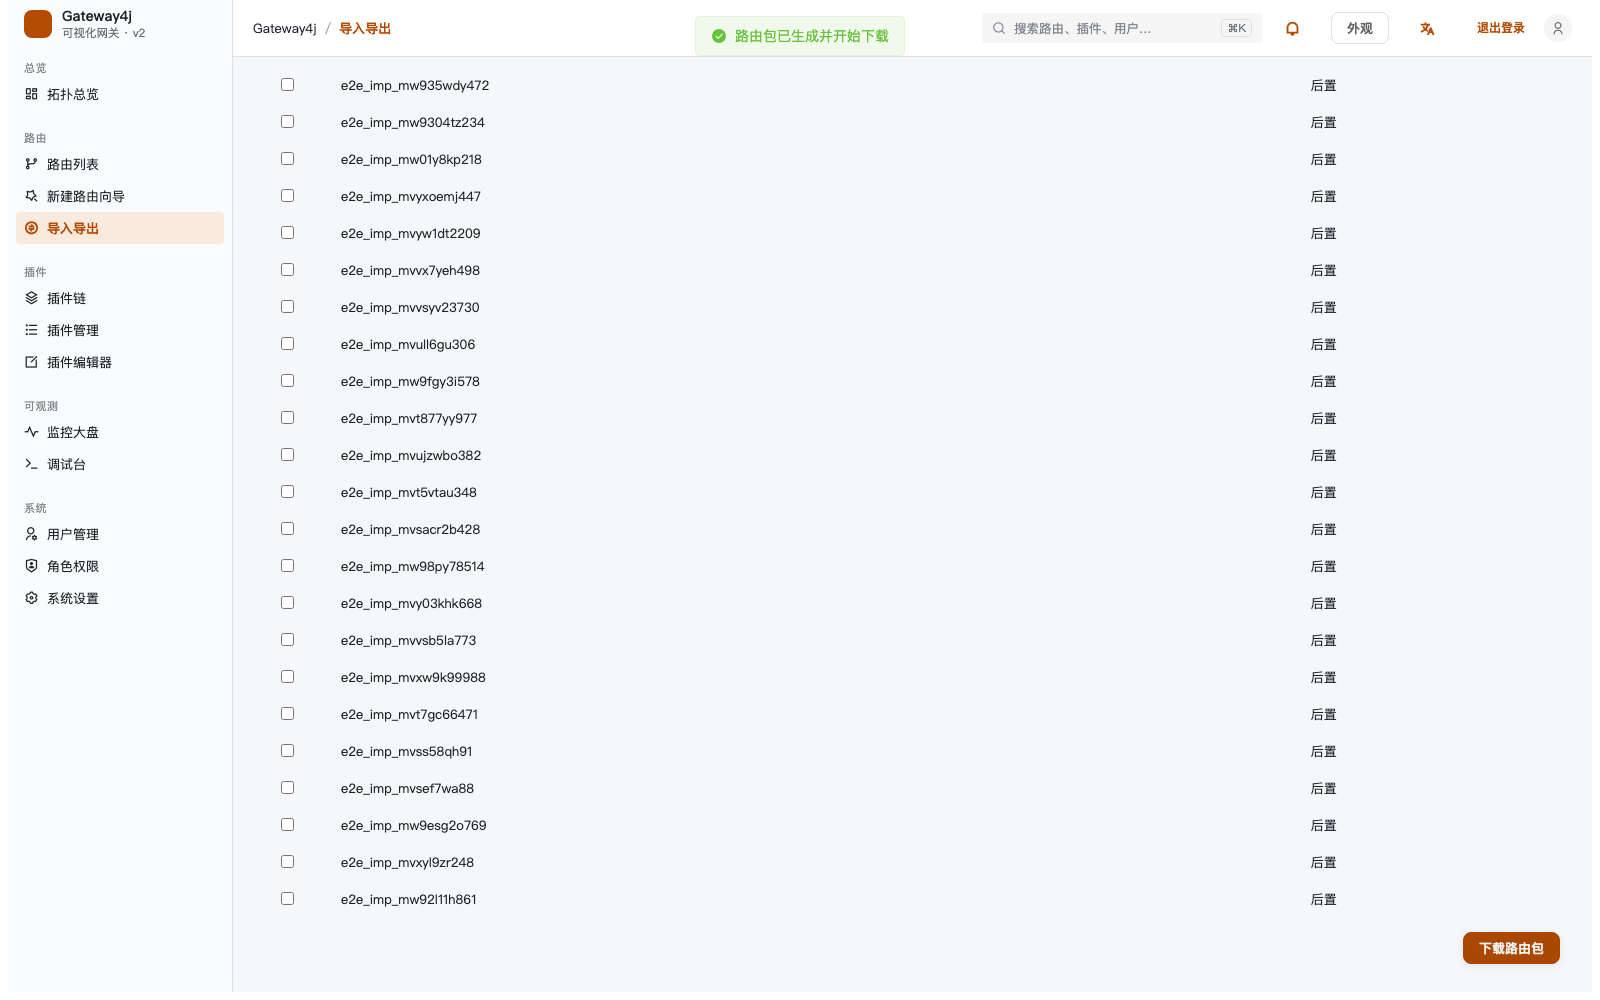 Gateway4j
可视化网关 · v2
总览
拓扑总览
路由
路由列表
新建路由向导
导入导出
插件
插件链
插件管理
插件编辑器
可观测
监控大盘
调试台
系统
用户管理
角色权限
系统设置
Gateway4j / 导入导出
路由包已生成并开始下载
搜索路由、插件、用户... ⌘K
外观
退出登录
e2e_imp_mw935wdy472 后置
e2e_imp_mw9304tz234 后置
e2e_imp_mw01y8kp218 后置
e2e_imp_mvyxoemj447 后置
e2e_imp_mvyw1dt2209 后置
e2e_imp_mvvx7yeh498 后置
e2e_imp_mvvsyv23730 后置
e2e_imp_mvull6gu306 后置
e2e_imp_mw9fgy3i578 后置
e2e_imp_mvt877yy977 后置
e2e_imp_mvujzwbo382 后置
e2e_imp_mvt5vtau348 后置
e2e_imp_mvsacr2b428 后置
e2e_imp_mw98py78514 后置
e2e_imp_mvy03khk668 后置
e2e_imp_mvvsb5la773 后置
e2e_imp_mvxw9k99988 后置
e2e_imp_mvt7gc66471 后置
e2e_imp_mvss58qh91 后置
e2e_imp_mvsef7wa88 后置
e2e_imp_mw9esg2o769 后置
e2e_imp_mvxyl9zr248 后置
e2e_imp_mw92l11h861 后置
下载路由包